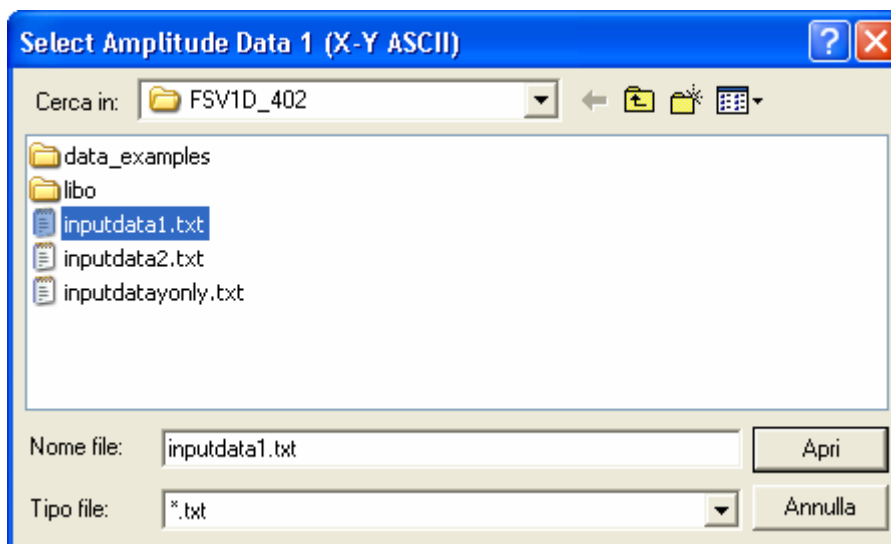 Select Amplitude Data 1 (X-Y ASCII)
Cerca in: FSV1D_402
data_examples
libo
inputdata1.txt
inputdata2.txt
inputdatayonly.txt
Nome file: inputdata1.txt Apri
Tipo file: *.txt Annulla